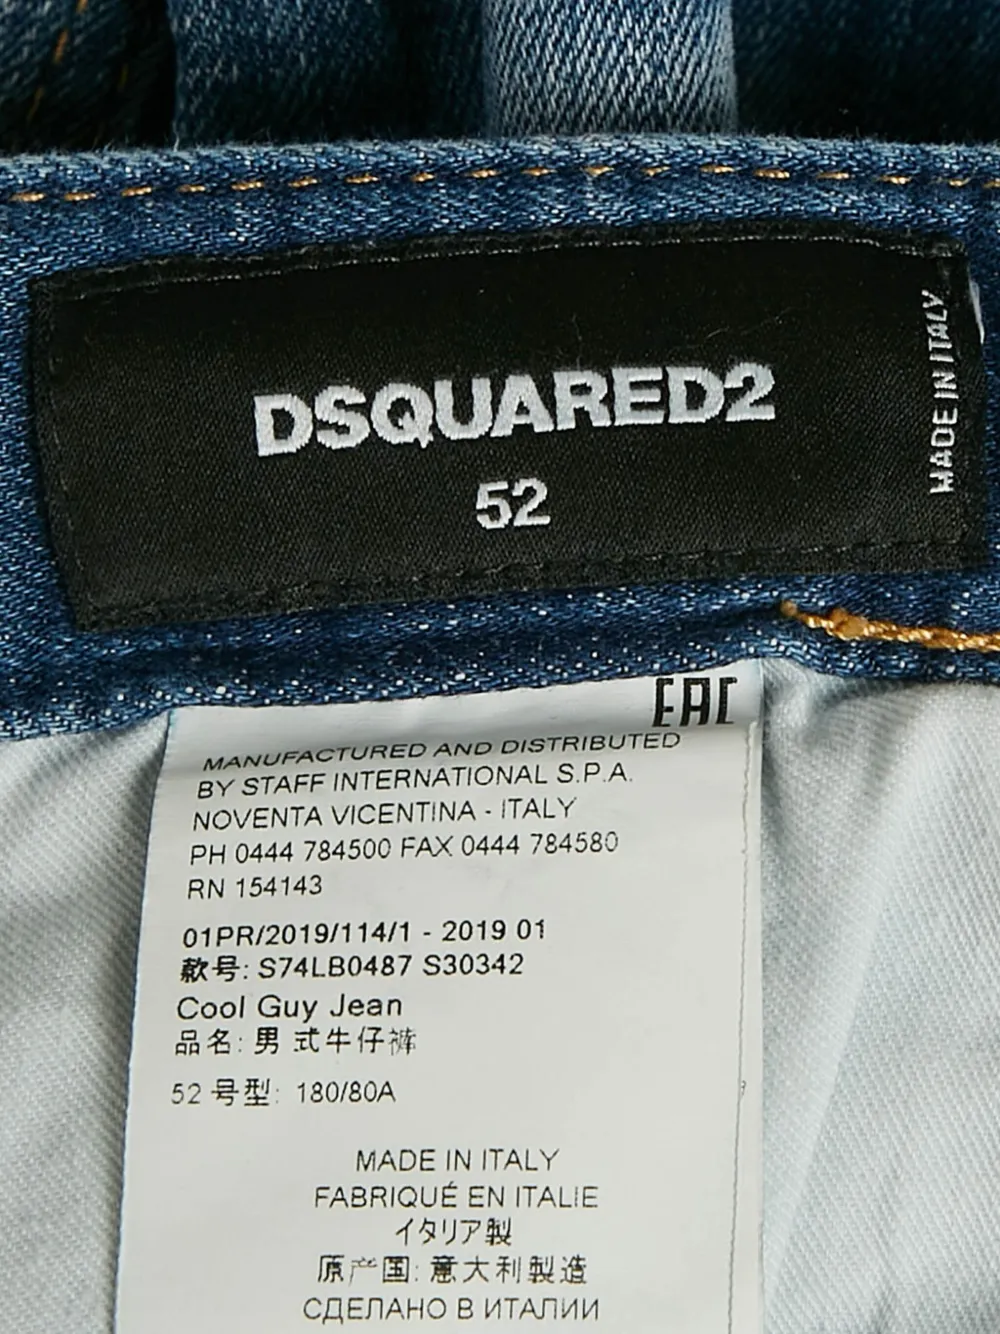 DSQUARED2
52
MADE IN ITALY
EAC
MANUFACTURED AND DISTRIBUTED
BY STAFF INTERNATIONAL S.P.A.
NOVENTA VICENTINA - ITALY
PH 0444 784500 FAX 0444 784580
RN 154143
01PR/2019/114/1 - 2019 01
款号: S74LB0487 S30342
Cool Guy Jean
品名: 男 式牛仔裤
52 号型: 180/80A
MADE IN ITALY
FABRIQUÉ EN ITALIE
イタリア製
原产国: 意大利製造
СДЕЛАНО В ИТАЛИИ